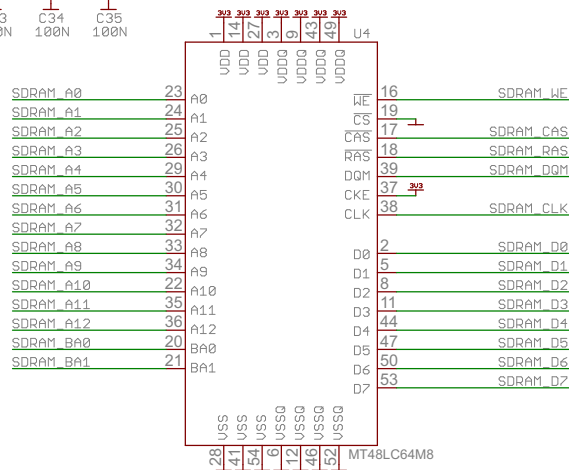 3 C34 C35
0N 100N 100N
3V3 3V3 3V3 3V3 3V3 3V3 3V3
1 14 27 3 9 43 49 U4
VDD VDD VDD VDDQ VDDQ VDDQ VDDQ
SDRAM_A0 23 A0 WE 16 SDRAM_WE
SDRAM_A1 24 A1 CS 19
SDRAM_A2 25 A2 CAS 17 SDRAM_CAS
SDRAM_A3 26 A3 RAS 18 SDRAM_RAS
SDRAM_A4 29 A4 DQM 39 SDRAM_DQM
SDRAM_A5 30 A5 CKE 37 3V3
SDRAM_A6 31 A6 CLK 38 SDRAM_CLK
SDRAM_A7 32 A7
SDRAM_A8 33 A8 D0 2 SDRAM_D0
SDRAM_A9 34 A9 D1 5 SDRAM_D1
SDRAM_A10 22 A10 D2 8 SDRAM_D2
SDRAM_A11 35 A11 D3 11 SDRAM_D3
SDRAM_A12 36 A12 D4 44 SDRAM_D4
SDRAM_BA0 20 BA0 D5 47 SDRAM_D5
SDRAM_BA1 21 BA1 D6 50 SDRAM_D6
D7 53 SDRAM_D7
VSS VSS VSS VSSQ VSSQ VSSQ VSSQ
28 41 54 6 12 46 52 MT48LC64M8